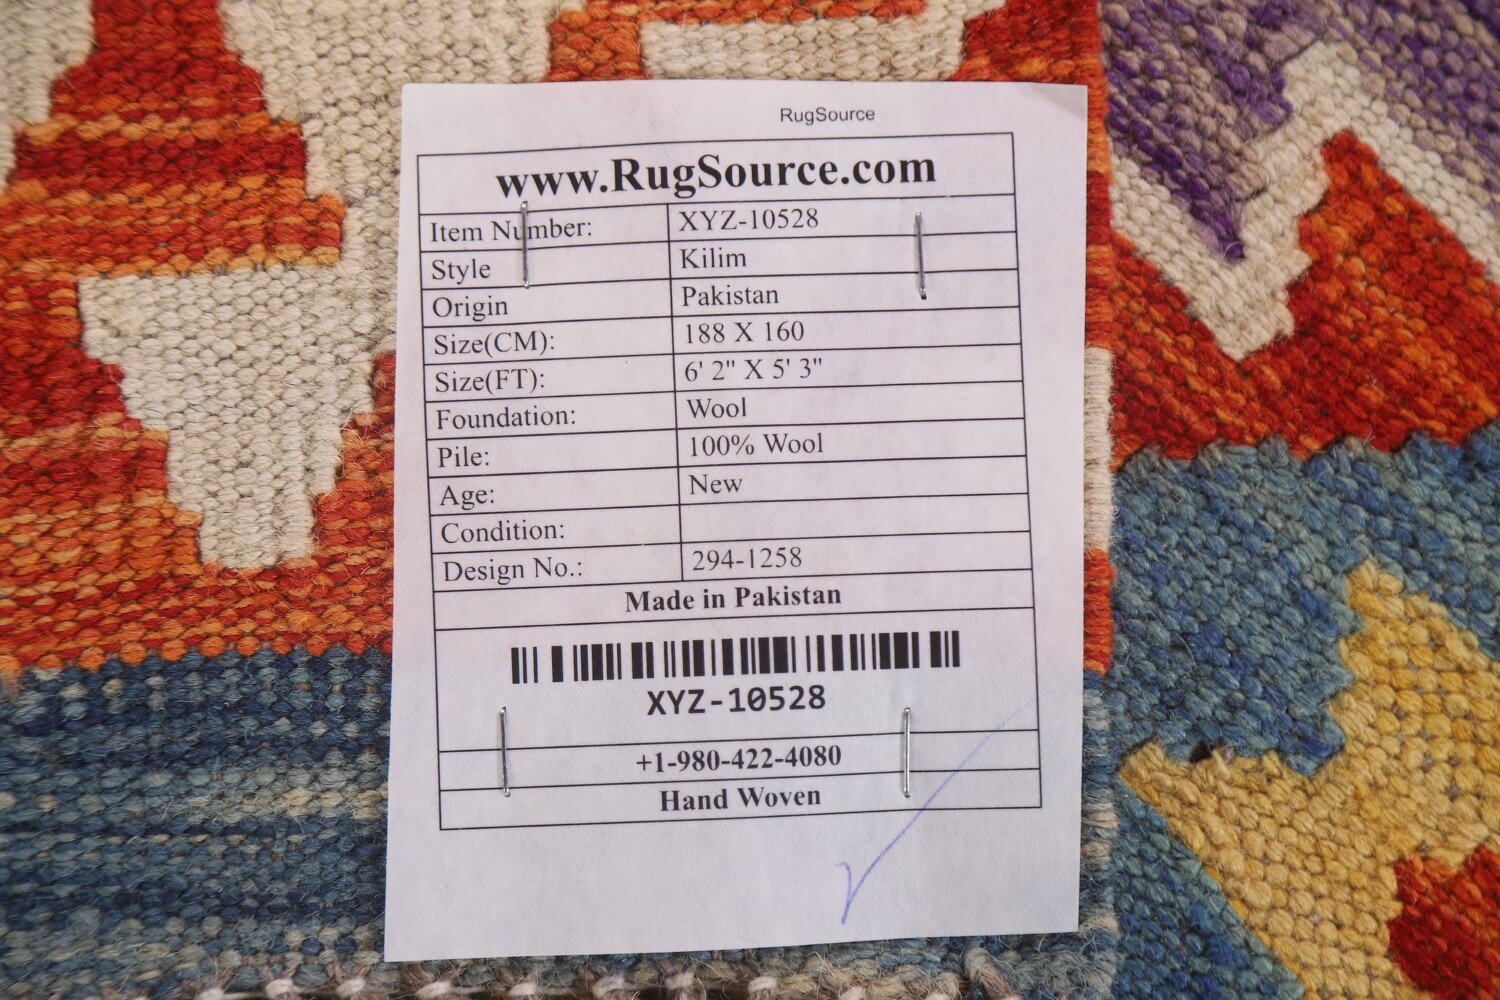 RugSource
www.RugSource.com
Item Number: XYZ-10528
Style Kilim
Origin Pakistan
Size(CM): 188 X 160
Size(FT): 6' 2" X 5' 3"
Foundation: Wool
Pile: 100% Wool
Age: New
Condition:
Design No.: 294-1258
Made in Pakistan
XYZ-10528
+1-980-422-4080
Hand Woven